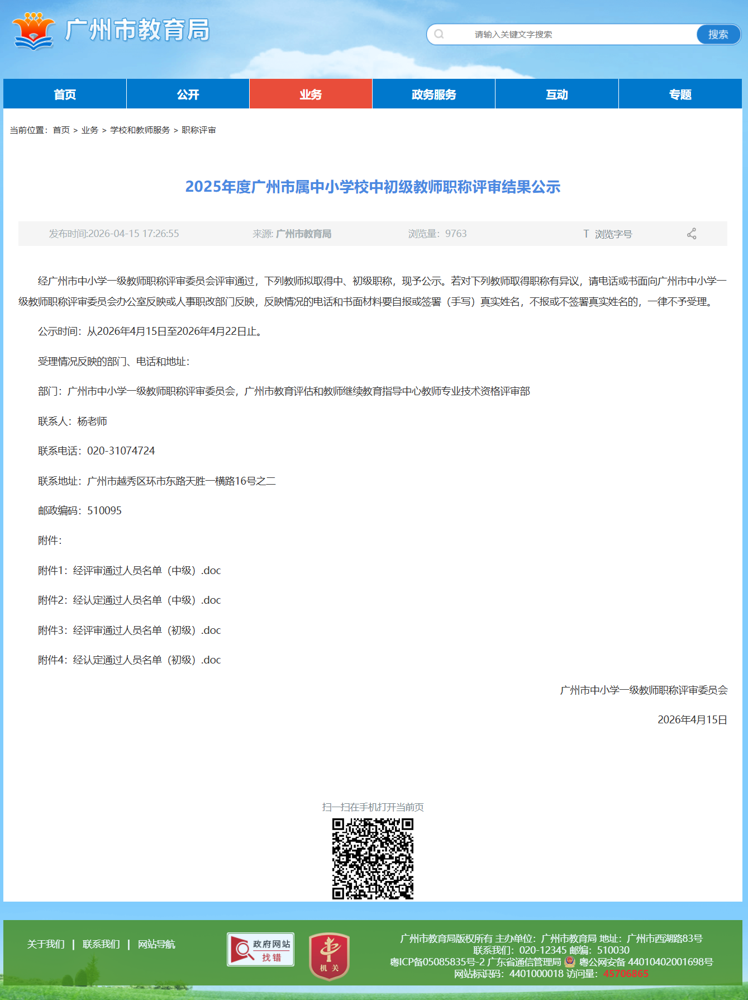 广州市教育局
请输入关键文字搜索
搜索
首页
公开
业务
政务服务
互动
专题
当前位置：首页 > 业务 > 学校和教师服务 > 职称评审
2025年度广州市属中小学校中初级教师职称评审结果公示
发布时间:2026-04-15 17:26:55
来源: 广州市教育局
浏览量：9763
T 浏览字号
经广州市中小学一级教师职称评审委员会评审通过，下列教师拟取得中、初级职称，现予公示。若对下列教师取得职称有异议，请电话或书面向广州市中小学一
级教师职称评审委员会办公室反映或人事职改部门反映，反映情况的电话和书面材料要自报或签署（手写）真实姓名，不报或不签署真实姓名的，一律不予受理。
公示时间：从2026年4月15日至2026年4月22日止。
受理情况反映的部门、电话和地址：
部门：广州市中小学一级教师职称评审委员会，广州市教育评估和教师继续教育指导中心教师专业技术资格评审部
联系人：杨老师
联系电话：020-31074724
联系地址：广州市越秀区环市东路天胜一横路16号之二
邮政编码：510095
附件：
附件1：经评审通过人员名单（中级）.doc
附件2：经认定通过人员名单（中级）.doc
附件3：经评审通过人员名单（初级）.doc
附件4：经认定通过人员名单（初级）.doc
广州市中小学一级教师职称评审委员会
2026年4月15日
扫一扫在手机打开当前页
关于我们 | 联系我们 | 网站导航
政府网站
找错
机关
广州市教育局版权所有 主办单位：广州市教育局 地址：广州市西湖路83号
联系我们：020-12345 邮编：510030
粤ICP备05085835号-2 广东省通信管理局 粤公网安备 44010402001698号
网站标识码：4401000018 访问量：45706865